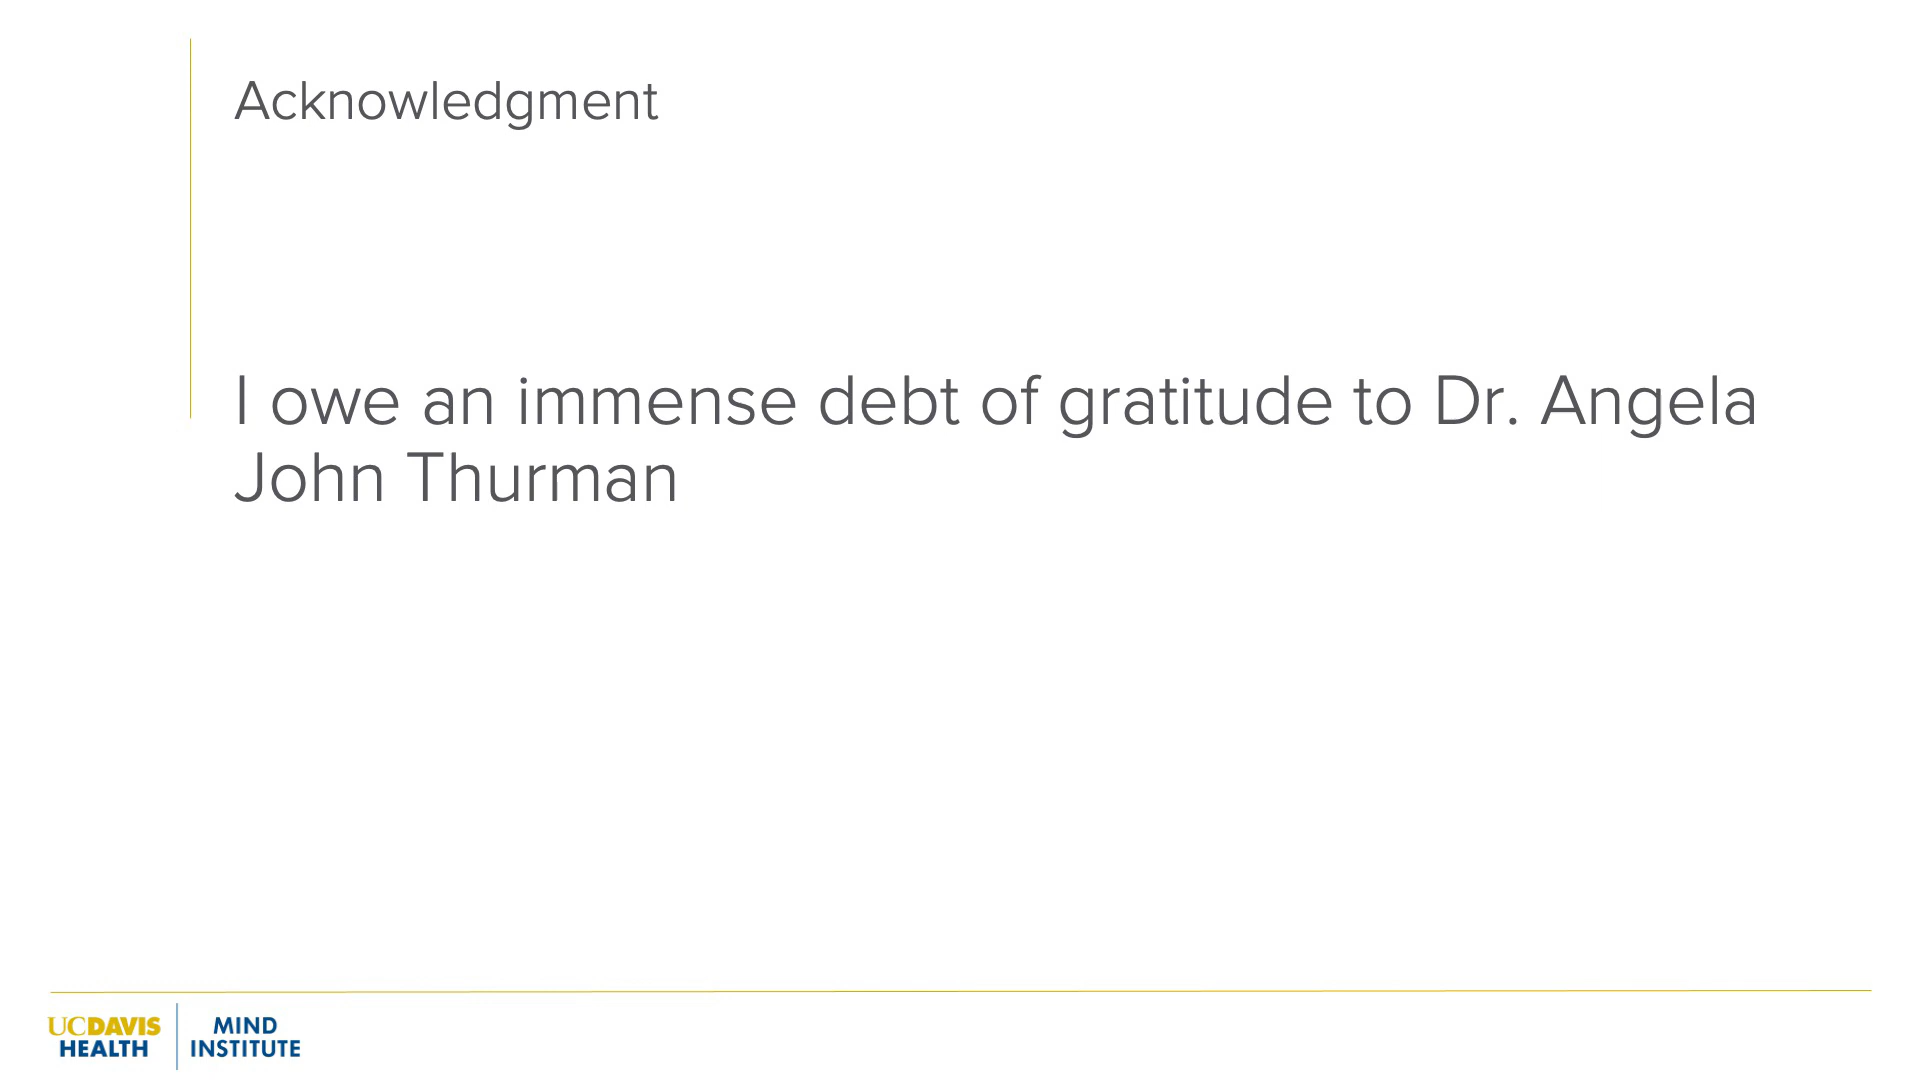 Acknowledgment
I owe an immense debt of gratitude to Dr. Angela
John Thurman
UCDAVIS
HEALTH
MIND
INSTITUTE